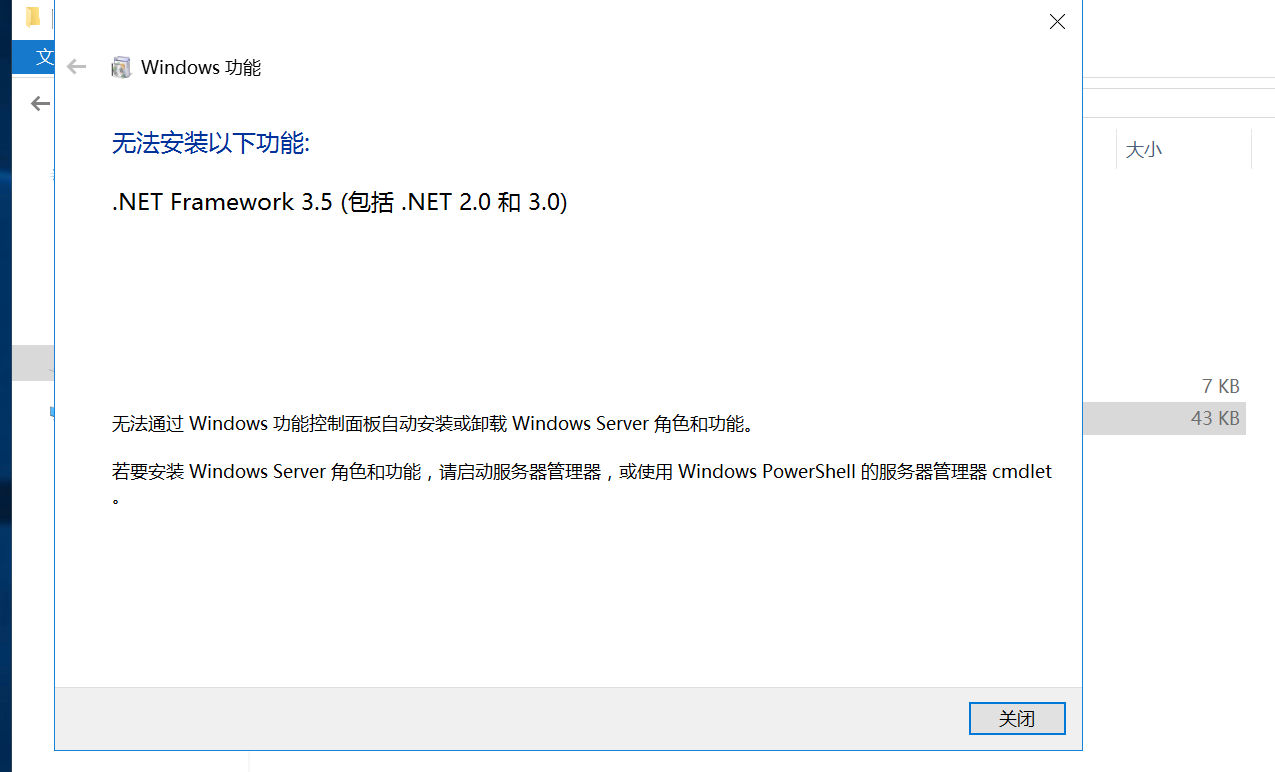 文
Windows 功能
无法安装以下功能:
大小
.NET Framework 3.5 (包括 .NET 2.0 和 3.0)
7 KB
无法通过 Windows 功能控制面板自动安装或卸载 Windows Server 角色和功能。
43 KB
若要安装 Windows Server 角色和功能，请启动服务器管理器，或使用 Windows PowerShell 的服务器管理器 cmdlet
。
关闭